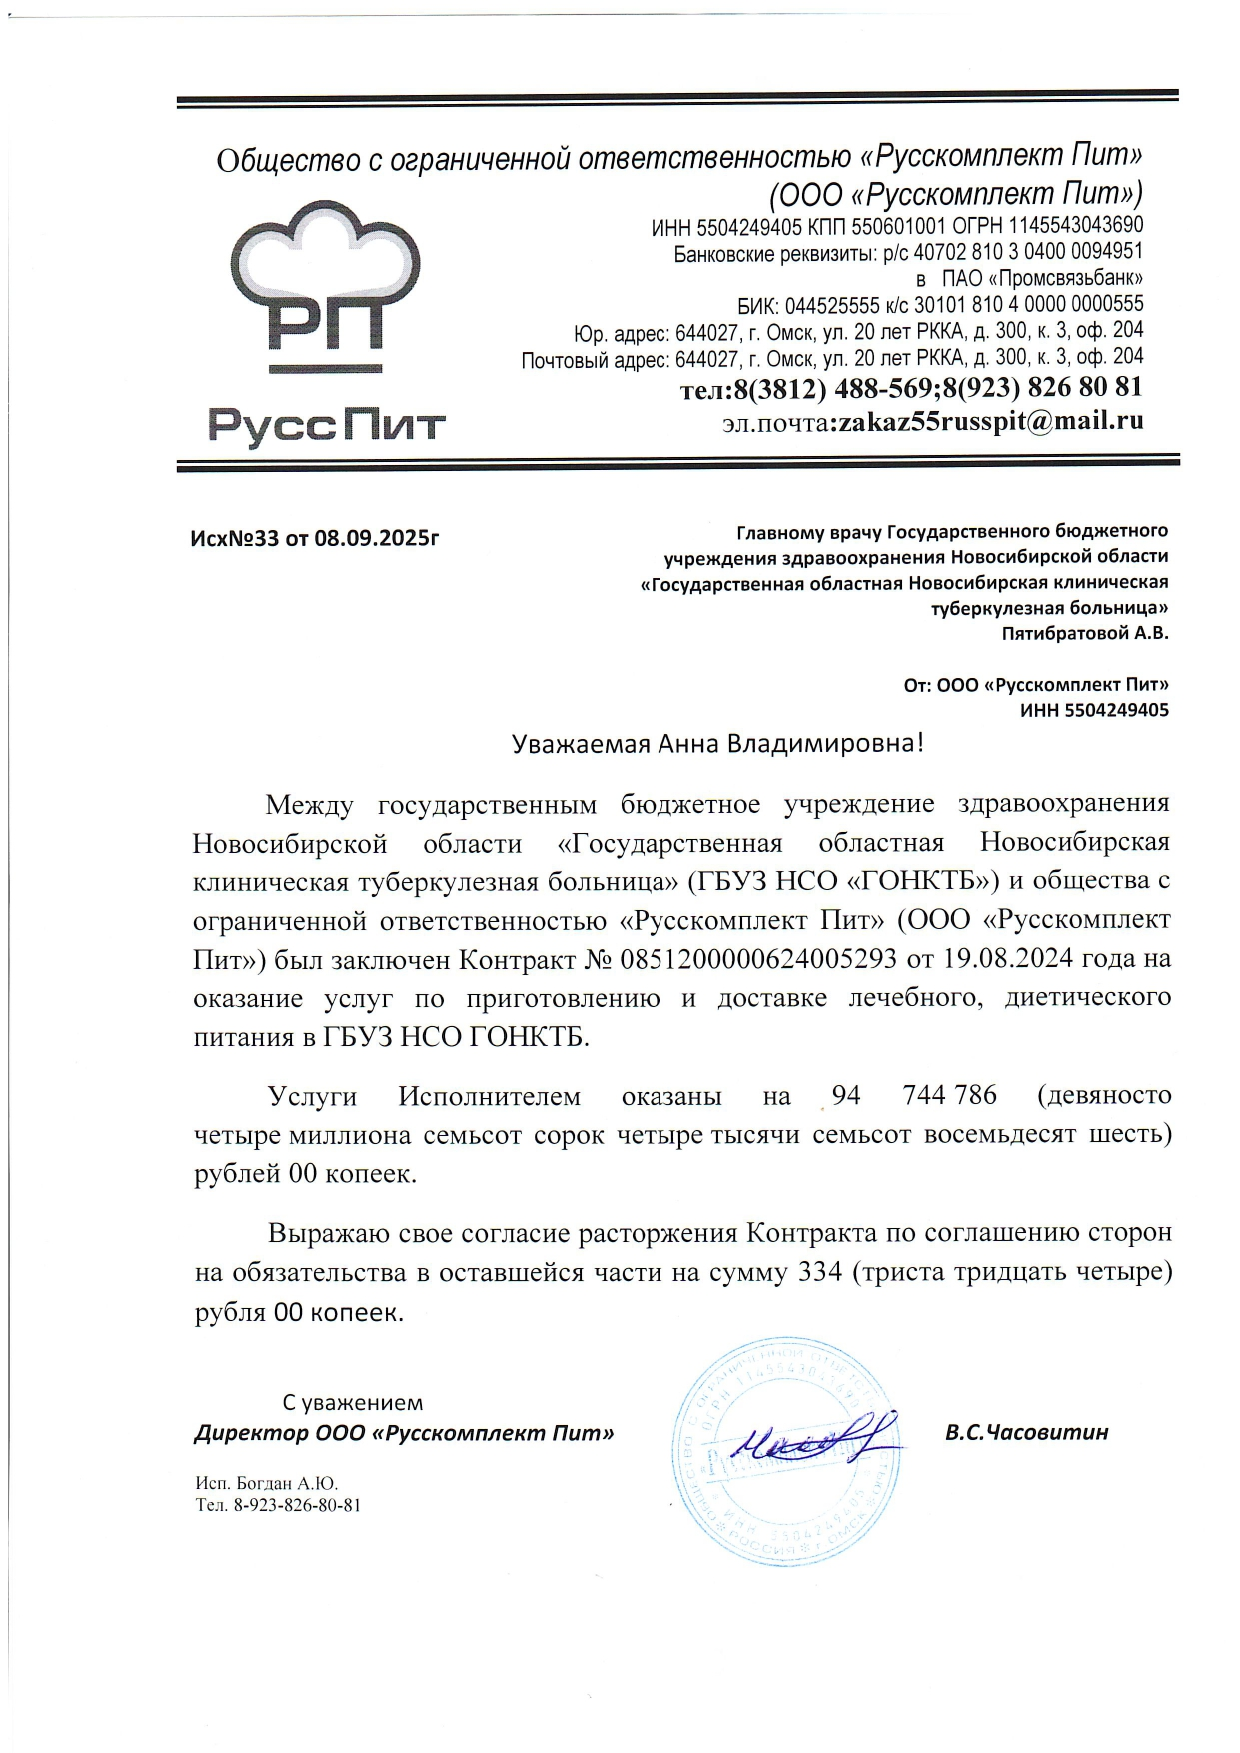 Общество с ограниченной ответственностью «Русскомплект Пит»
(ООО «Русскомплект Пит»)
ИНН 5504249405 КПП 550601001 ОГРН 1145543043690
Банковские реквизиты: р/с 40702 810 3 0400 0094951
в ПАО «Промсвязьбанк»
БИК: 044525555 к/с 30101 810 4 0000 0000555
Юр. адрес: 644027, г. Омск, ул. 20 лет РККА, д. 300, к. 3, оф. 204
Почтовый адрес: 644027, г. Омск, ул. 20 лет РККА, д. 300, к. 3, оф. 204
тел:8(3812) 488-569;8(923) 826 80 81
эл.почта:zakaz55russpit@mail.ru
РП
РуссПит
Исх№33 от 08.09.2025г
Главному врачу Государственного бюджетного
учреждения здравоохранения Новосибирской области
«Государственная областная Новосибирская клиническая
туберкулезная больница»
Пятибратовой А.В.
От: ООО «Русскомплект Пит»
ИНН 5504249405
Уважаемая Анна Владимировна!
Между государственным бюджетное учреждение здравоохранения
Новосибирской области «Государственная областная Новосибирская
клиническая туберкулезная больница» (ГБУЗ НСО «ГОНКТБ») и общества с
ограниченной ответственностью «Русскомплект Пит» (ООО «Русскомплект
Пит») был заключен Контракт № 0851200000624005293 от 19.08.2024 года на
оказание услуг по приготовлению и доставке лечебного, диетического
питания в ГБУЗ НСО ГОНКТБ.
Услуги Исполнителем оказаны на 94 744 786 (девяносто
четыре миллиона семьсот сорок четыре тысячи семьсот восемьдесят шесть)
рублей 00 копеек.
Выражаю свое согласие расторжения Контракта по соглашению сторон
на обязательства в оставшейся части на сумму 334 (триста тридцать четыре)
рубля 00 копеек.
С уважением
Директор ООО «Русскомплект Пит»
В.С.Часовитин
ОБЩЕСТВО С ОГРАНИЧЕННОЙ ОТВЕТСТВЕННОСТЬЮ
ОГРН 1145543043690
ИНН 5504249405
РОССИЯ * г. ОМСК
Исп. Богдан А.Ю.
Тел. 8-923-826-80-81